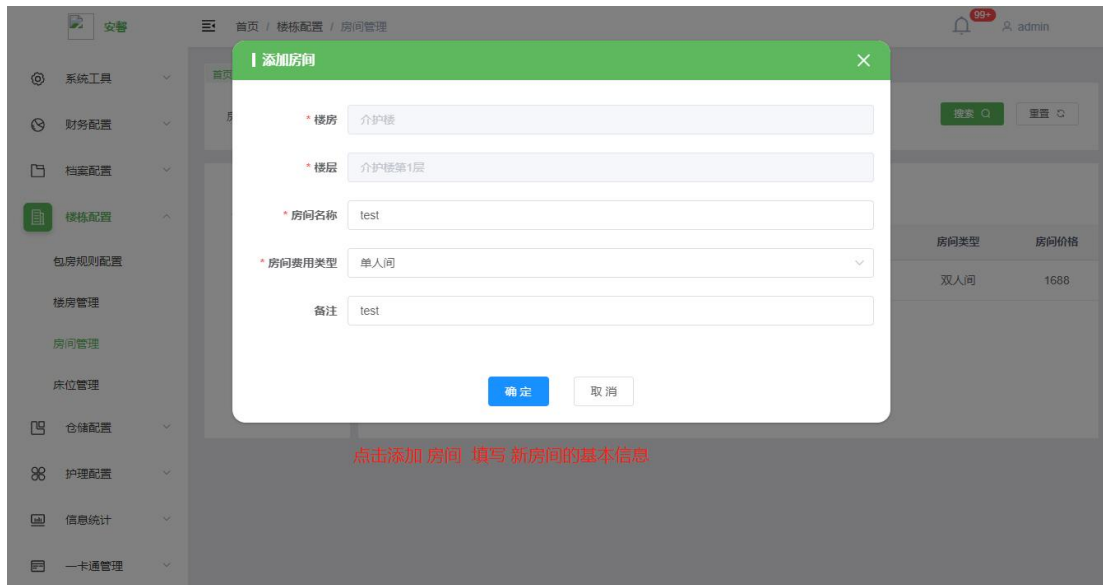 安馨
首页 / 楼栋配置 / 房间管理
99+
admin
添加房间
系统工具
首页
* 楼房 介护楼
搜索
重置
财务配置
* 楼层 介护楼第1层
档案配置
* 房间名称 test
楼栋配置
房间类型 房间价格
* 房间费用类型 单人间
包房规则配置
双人间 1688
备注 test
楼房管理
房间管理
床位管理
确定 取消
仓储配置
点击添加 房间 填写 新房间的基本信息
护理配置
信息统计
一卡通管理